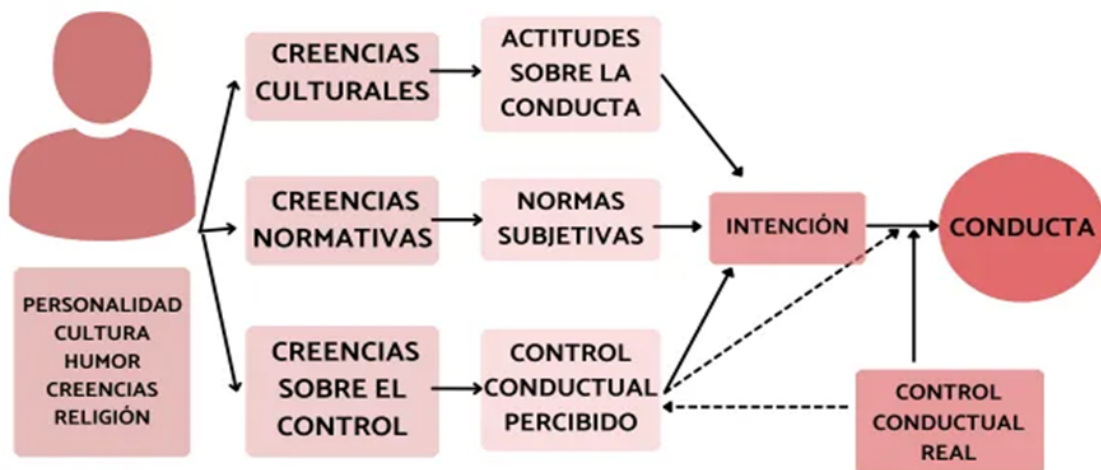 PERSONALIDAD
CULTURA
HUMOR
CREENCIAS
RELIGIÓN
CREENCIAS
CULTURALES
ACTITUDES
SOBRE LA
CONDUCTA
CREENCIAS
NORMATIVAS
NORMAS
SUBJETIVAS
CREENCIAS
SOBRE EL
CONTROL
CONTROL
CONDUCTUAL
PERCIBIDO
INTENCIÓN
CONDUCTA
CONTROL
CONDUCTUAL
REAL